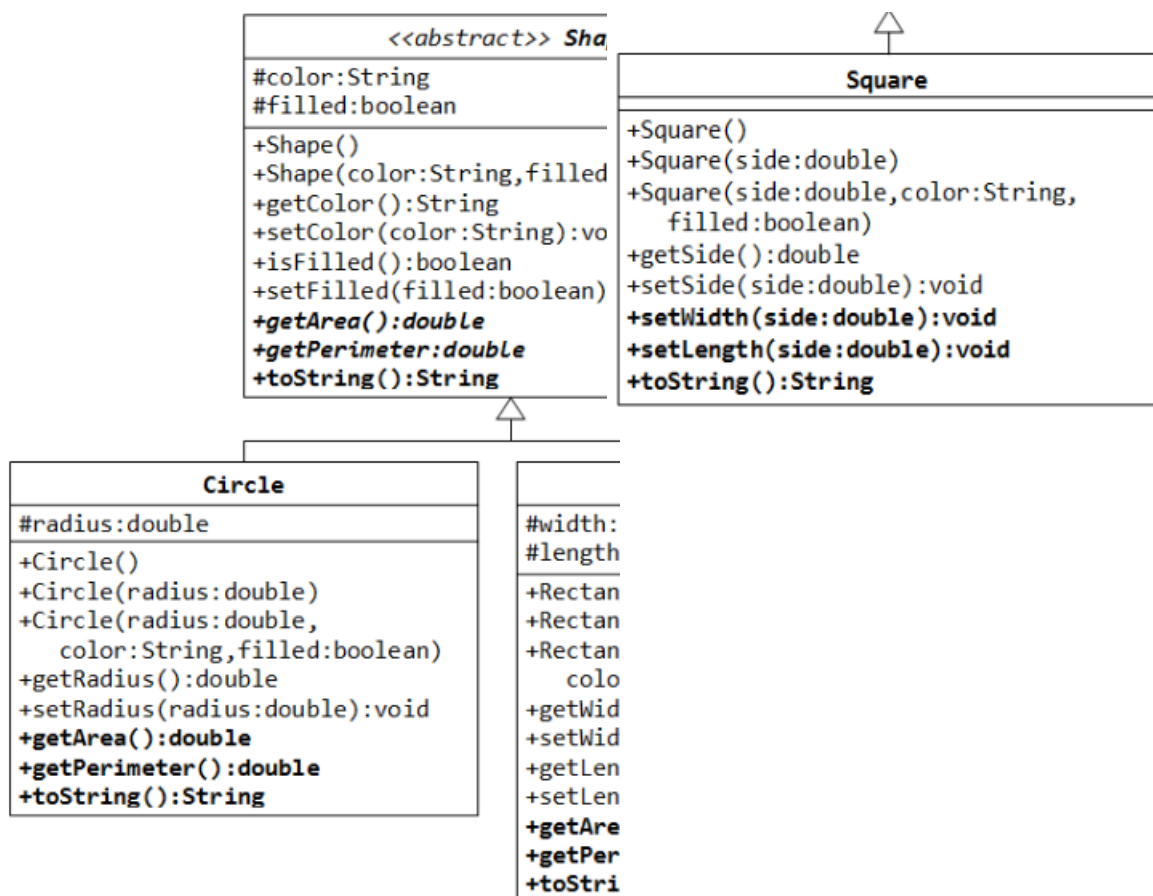 <<abstract>>
#color:String
#filled:boolean
+Shape()
+Shape(color:String,filled
+getColor():String
+setColor(color:String):vo
+isFilled():boolean
+setFilled(filled:boolean)
+getArea():double
+getPerimeter:double
+toString():String
Square
+Square()
+Square(side:double)
+Square(side:double,color:String,
filled:boolean)
+getSide():double
+setSide(side:double):void
+setWidth(side:double):void
+setLength(side:double):void
+toString():String
Circle
#radius:double
+Circle()
+Circle(radius:double)
+Circle(radius:double,
color:String,filled:boolean)
+getRadius():double
+setRadius(radius:double):void
+getArea():double
+getPerimeter():double
+toString():String
#width:
#length
+Rectan
+Rectan
+Rectan
colo
+getWid
+setWid
+getLen
+setLen
+getAre
+getPer
+toStri